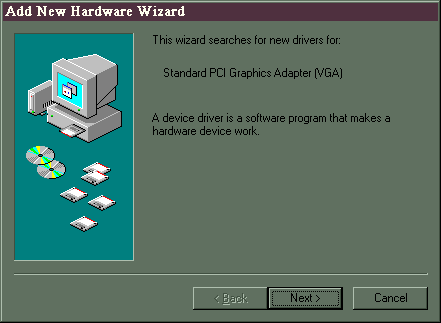 Add New Hardware Wizard
This wizard searches for new drivers for:
Standard PCI Graphics Adapter (VGA)
A device driver is a software program that makes a
hardware device work.
< Back
Next >
Cancel